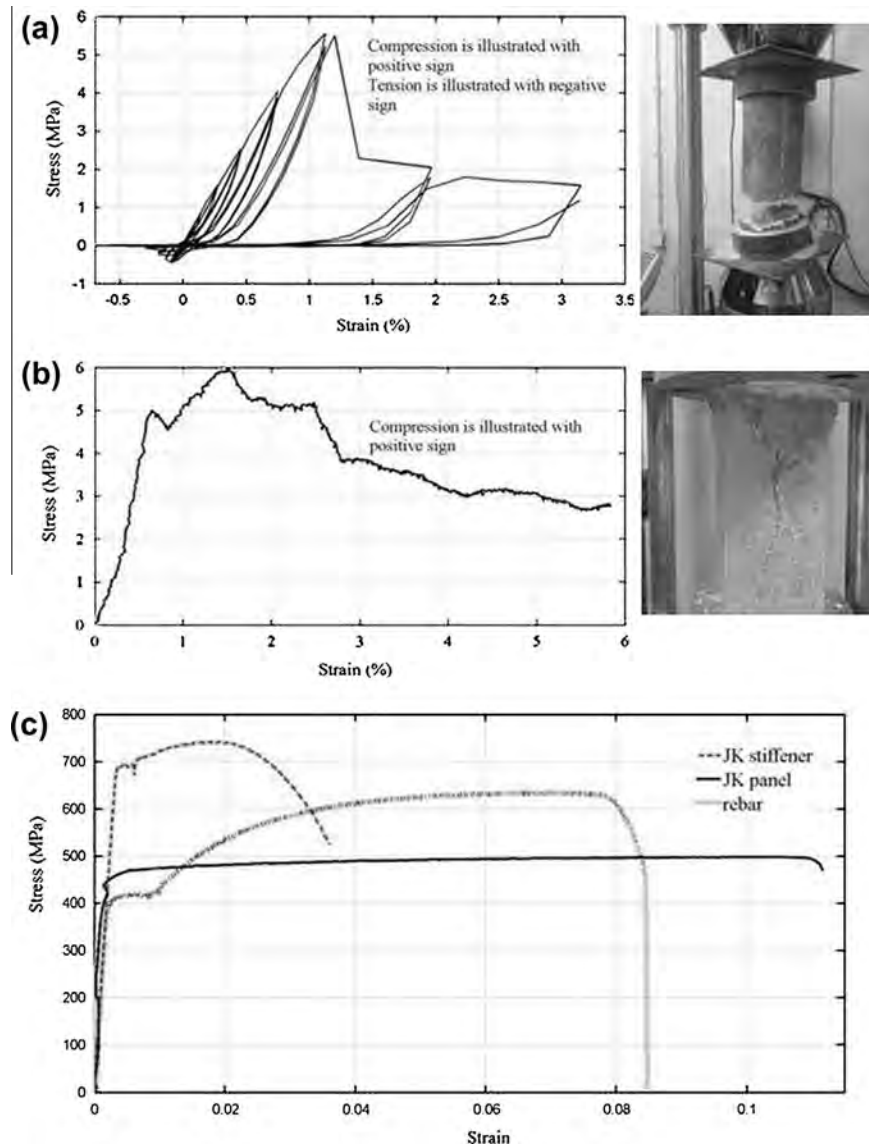 (a)
6
5
4
3
2
1
0
-1
Stress (MPa)
Compression is illustrated with
positive sign
Tension is illustrated with negative
sign
-0.5 0 0.5 1 1.5 2 2.5 3 3.5
Strain (%)
(b)
6
5
4
3
2
1
0
Stress (MPa)
Compression is illustrated with
positive sign
0 1 2 3 4 5 6
Strain (%)
(c)
800
700
600
500
400
300
200
100
0
Stress (MPa)
JK stiffener
JK panel
rebar
0 0.02 0.04 0.06 0.08 0.1
Strain